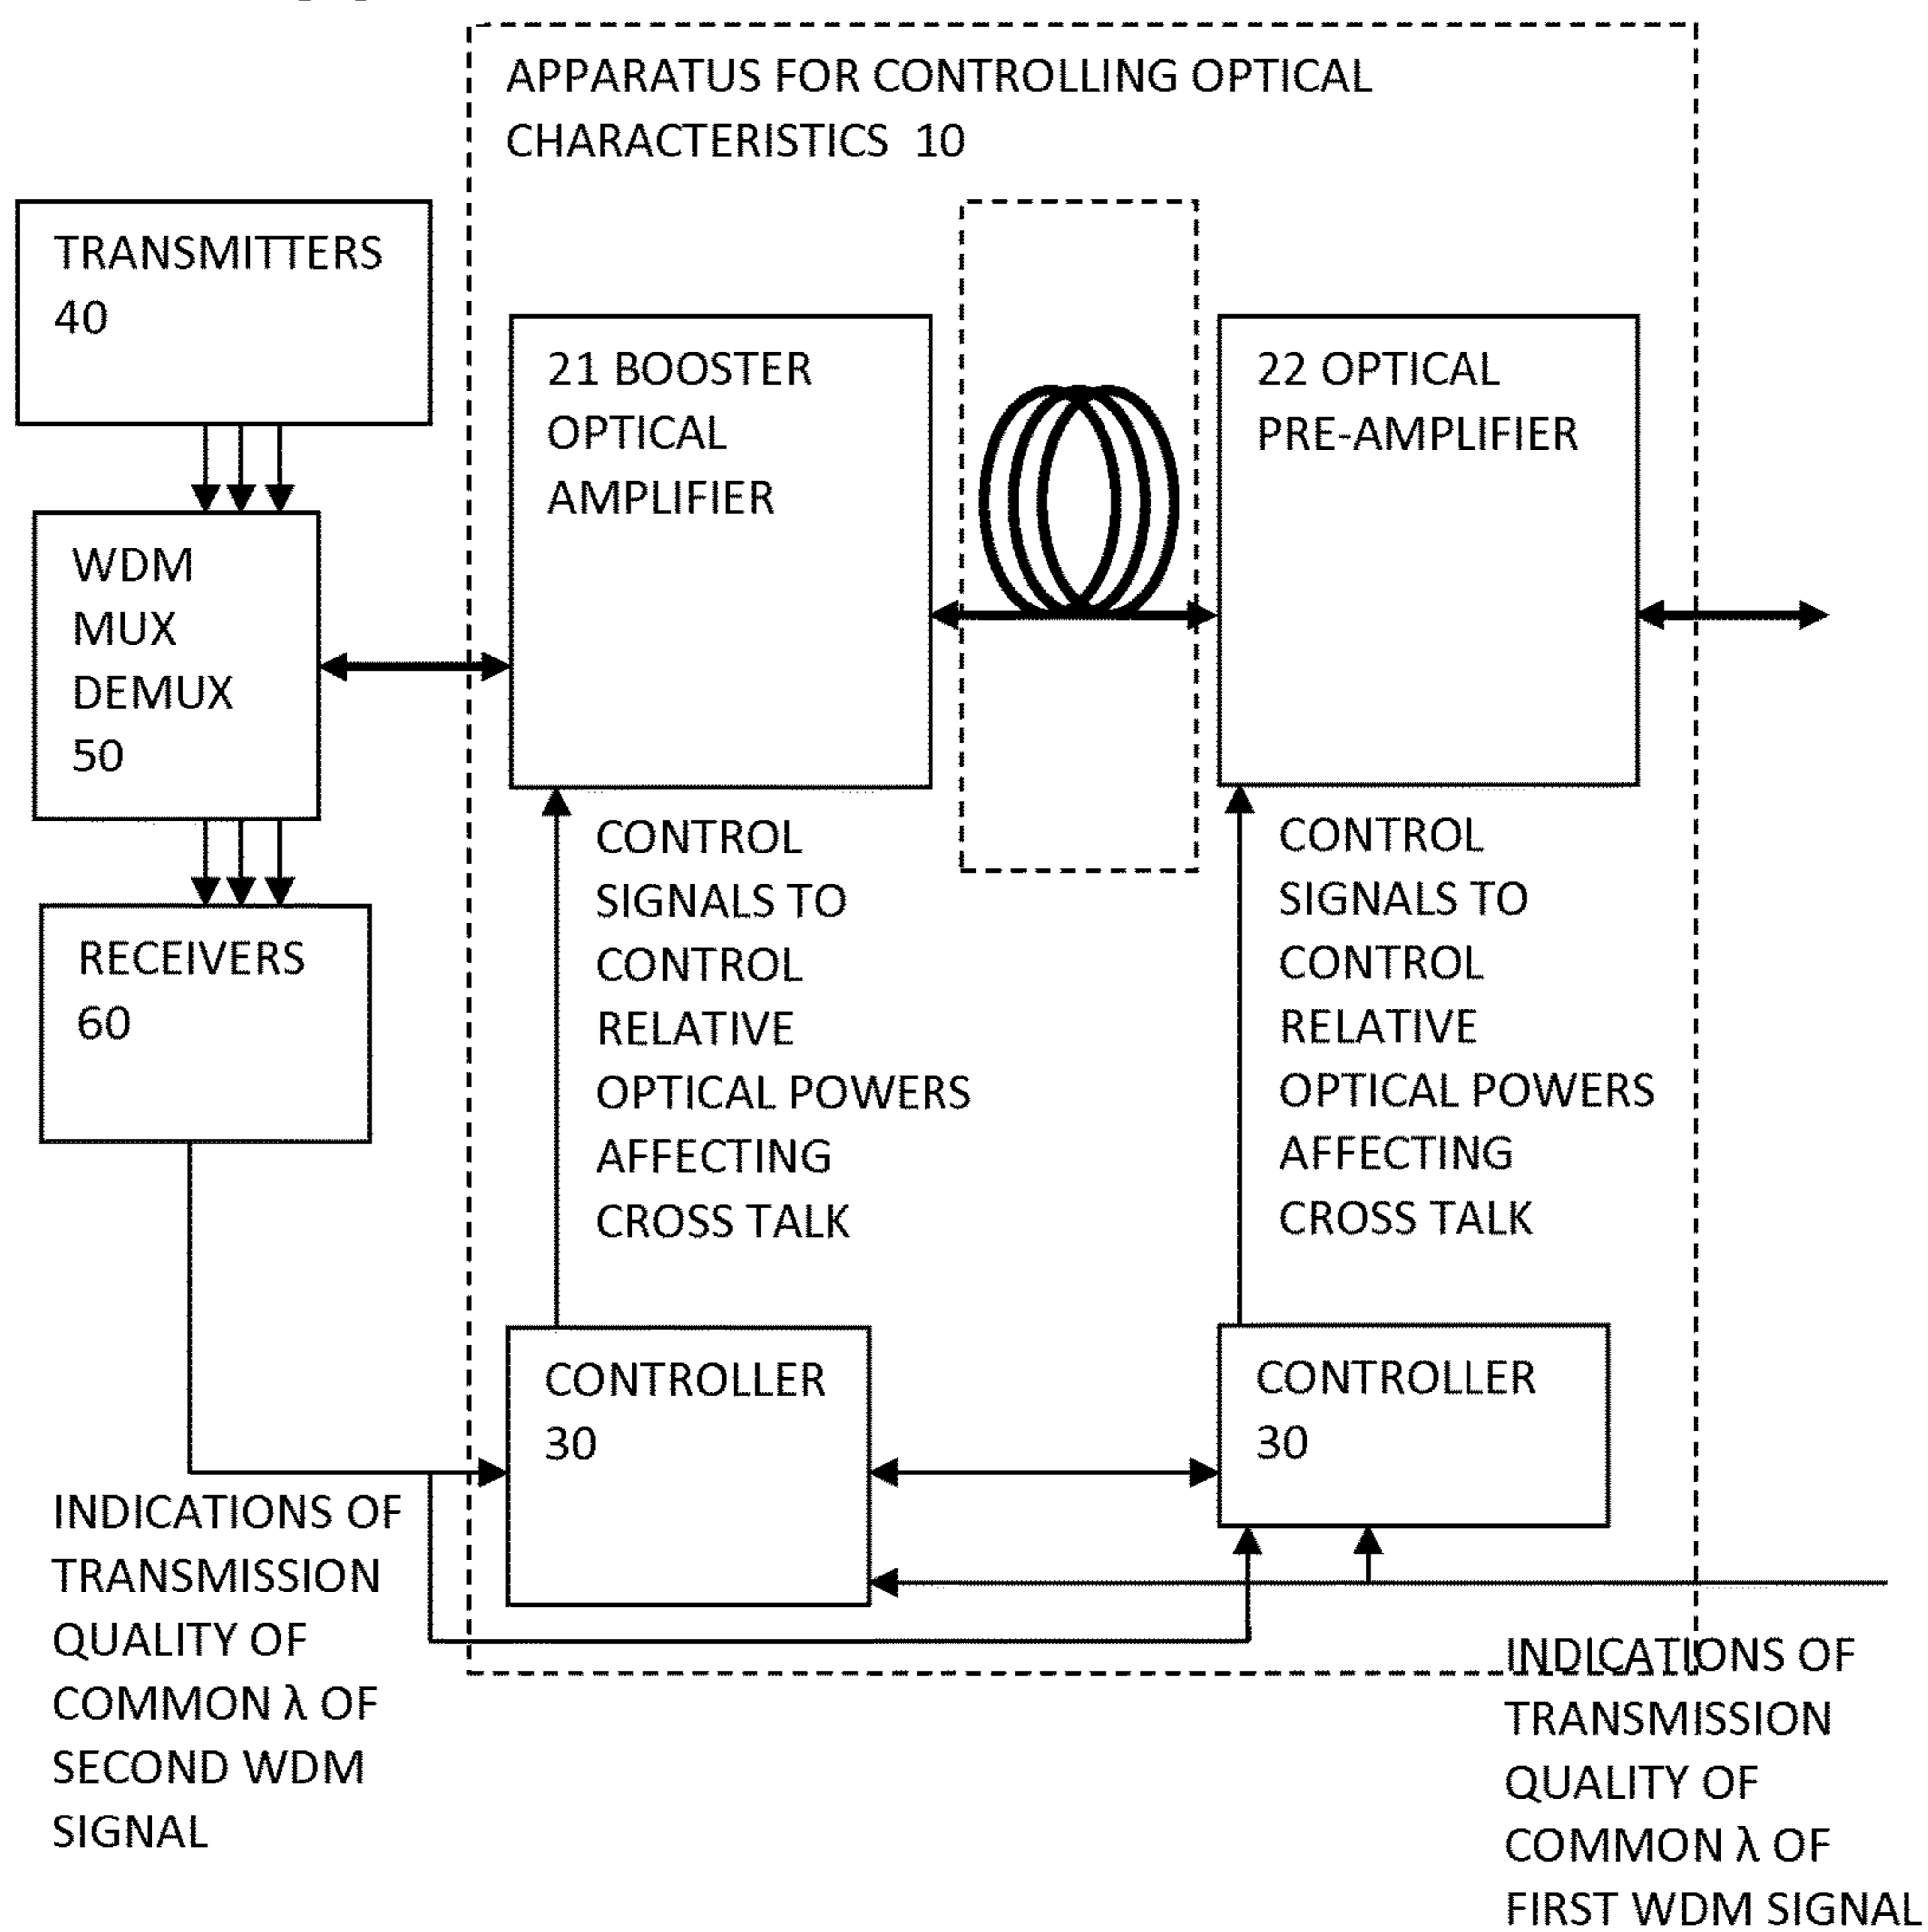 APPARATUS FOR CONTROLLING OPTICAL
CHARACTERISTICS 10
TRANSMITTERS
40
21 BOOSTER
OPTICAL
AMPLIFIER
22 OPTICAL
PRE-AMPLIFIER
WDM
MUX
DEMUX
50
RECEIVERS
60
CONTROL
SIGNALS TO
CONTROL
RELATIVE
OPTICAL POWERS
AFFECTING
CROSS TALK
CONTROL
SIGNALS TO
CONTROL
RELATIVE
OPTICAL POWERS
AFFECTING
CROSS TALK
CONTROLLER
30
CONTROLLER
30
INDICATIONS OF
TRANSMISSION
QUALITY OF
COMMON λ OF
SECOND WDM
SIGNAL
INDICATIONS OF
TRANSMISSION
QUALITY OF
COMMON λ OF
FIRST WDM SIGNAL